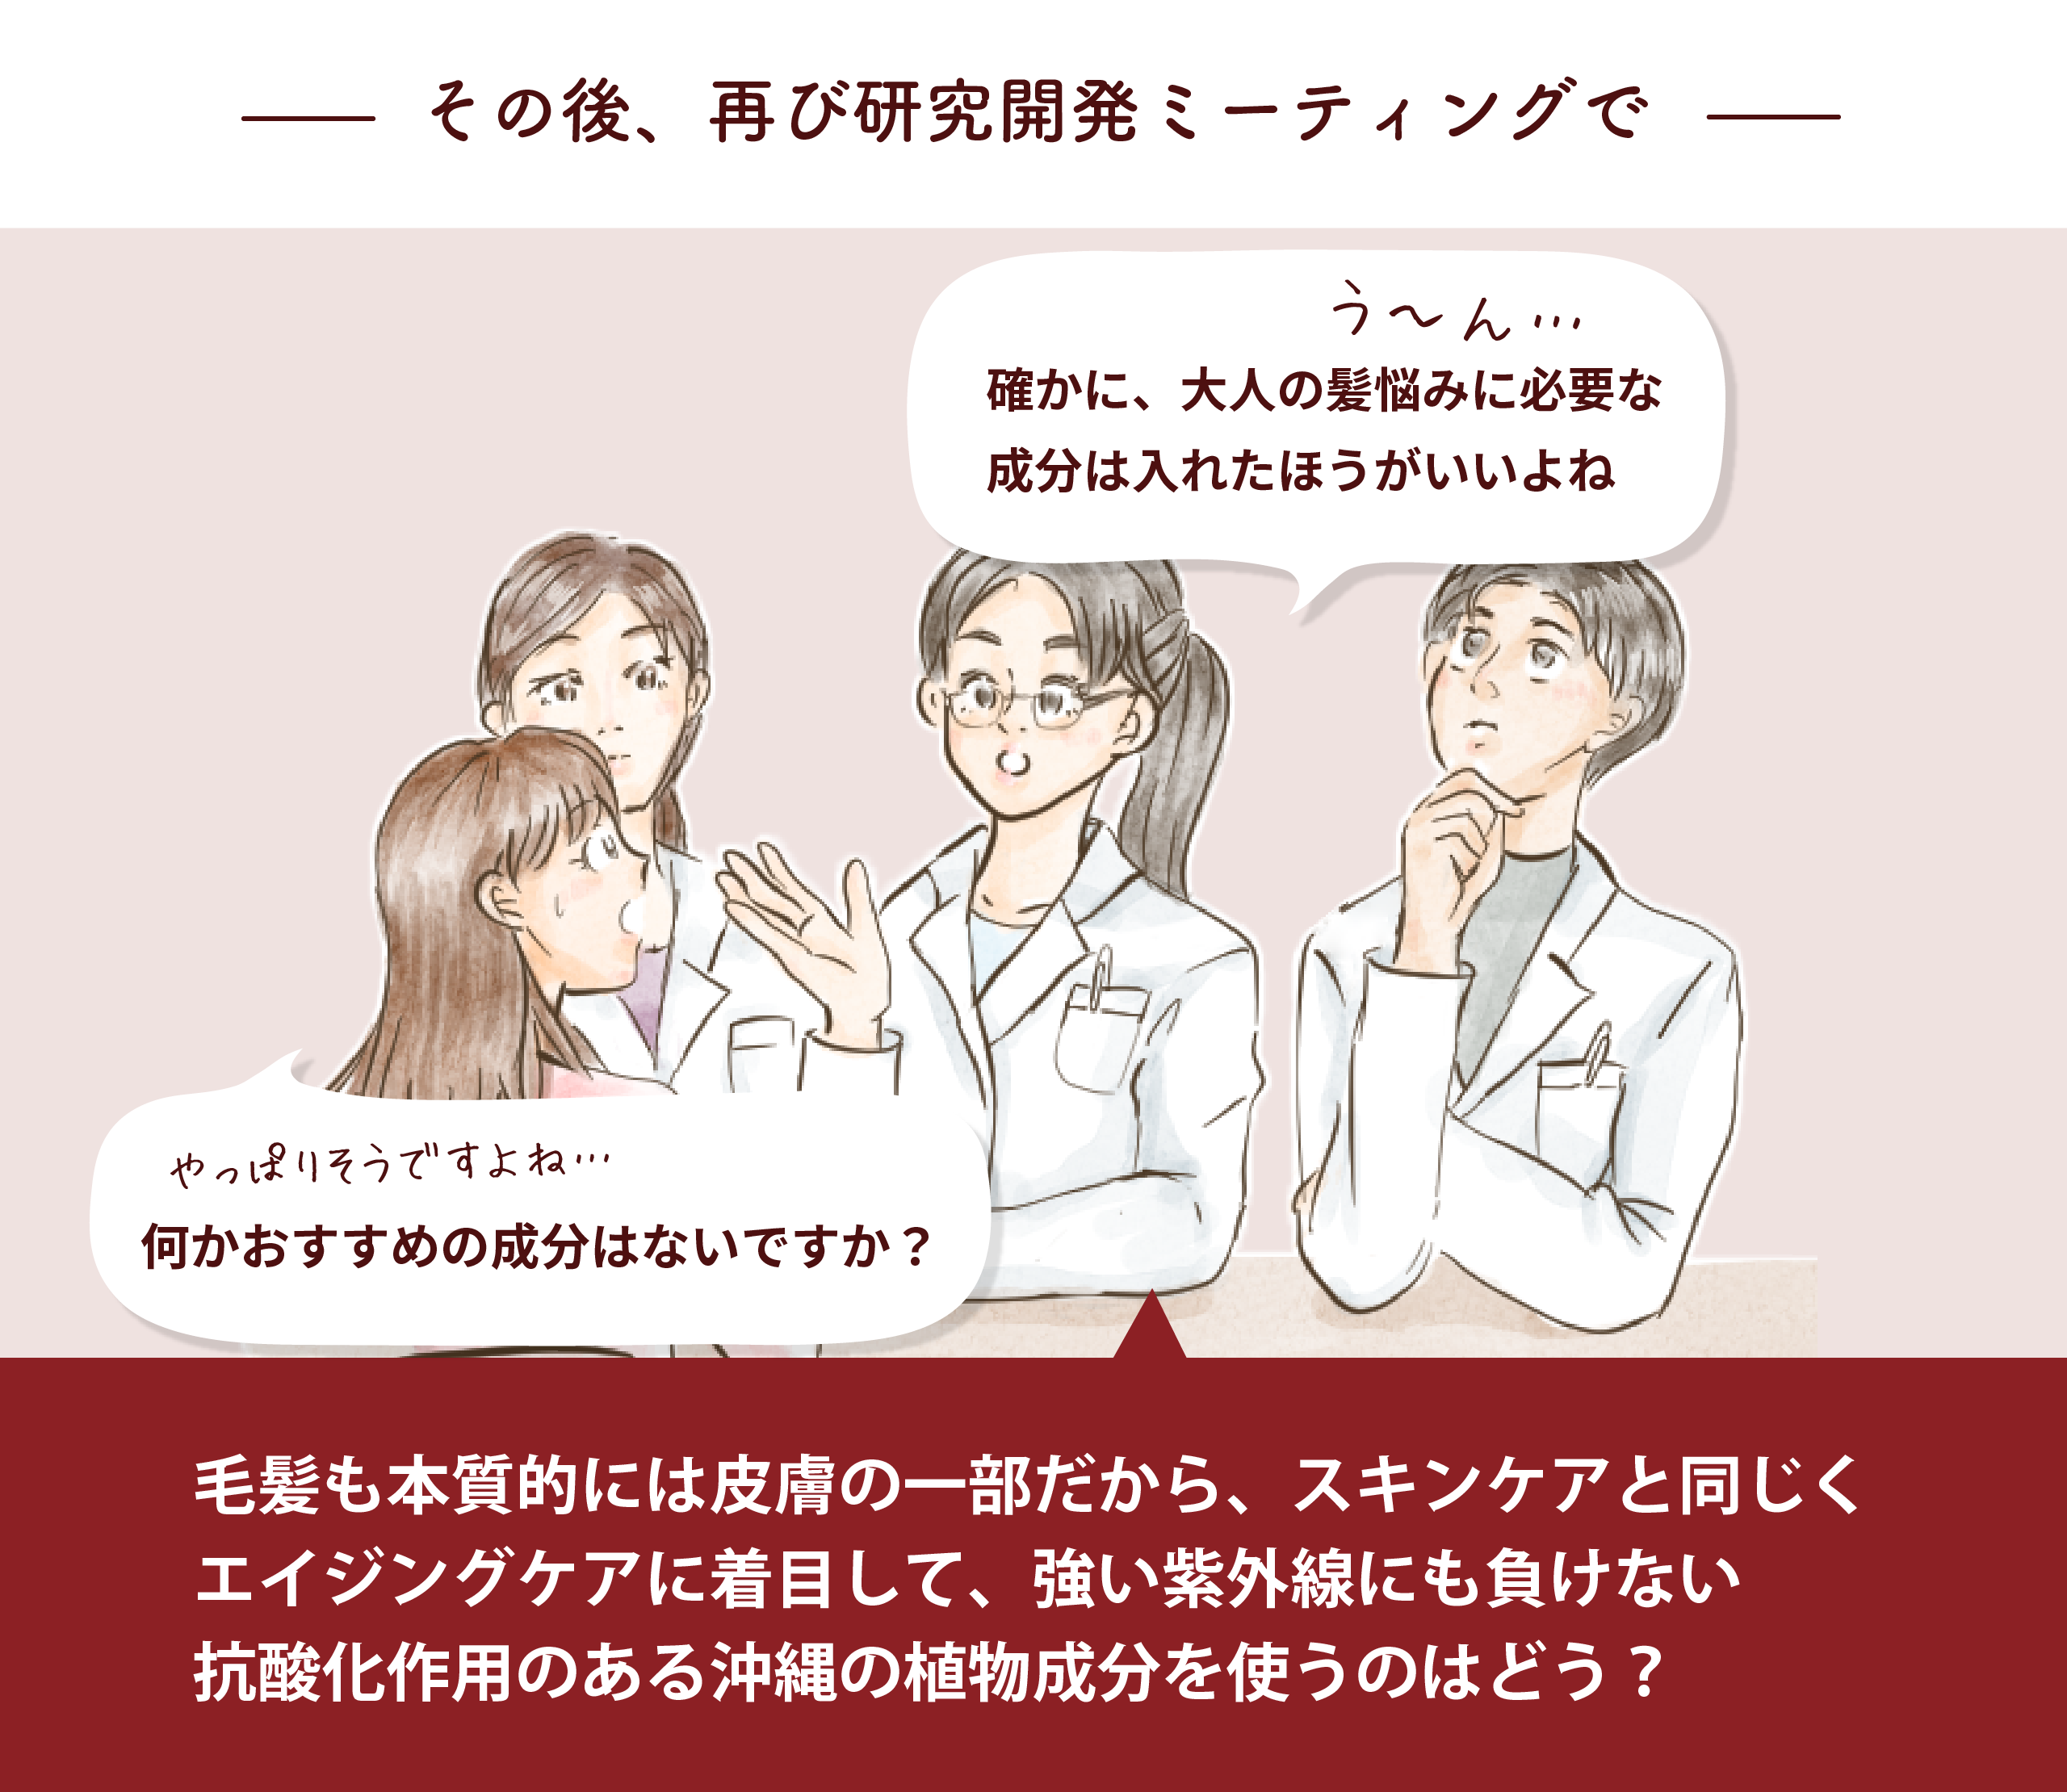 その後、再び研究開発ミーティングで
う〜ん…
確かに、大人の髪悩みに必要な
成分は入れたほうがいいよね
やっぱりそうですよね…
何かおすすめの成分はないですか？
毛髪も本質的には皮膚の一部だから、スキンケアと同じく
エイジングケアに着目して、強い紫外線にも負けない
抗酸化作用のある沖縄の植物成分を使うのはどう？